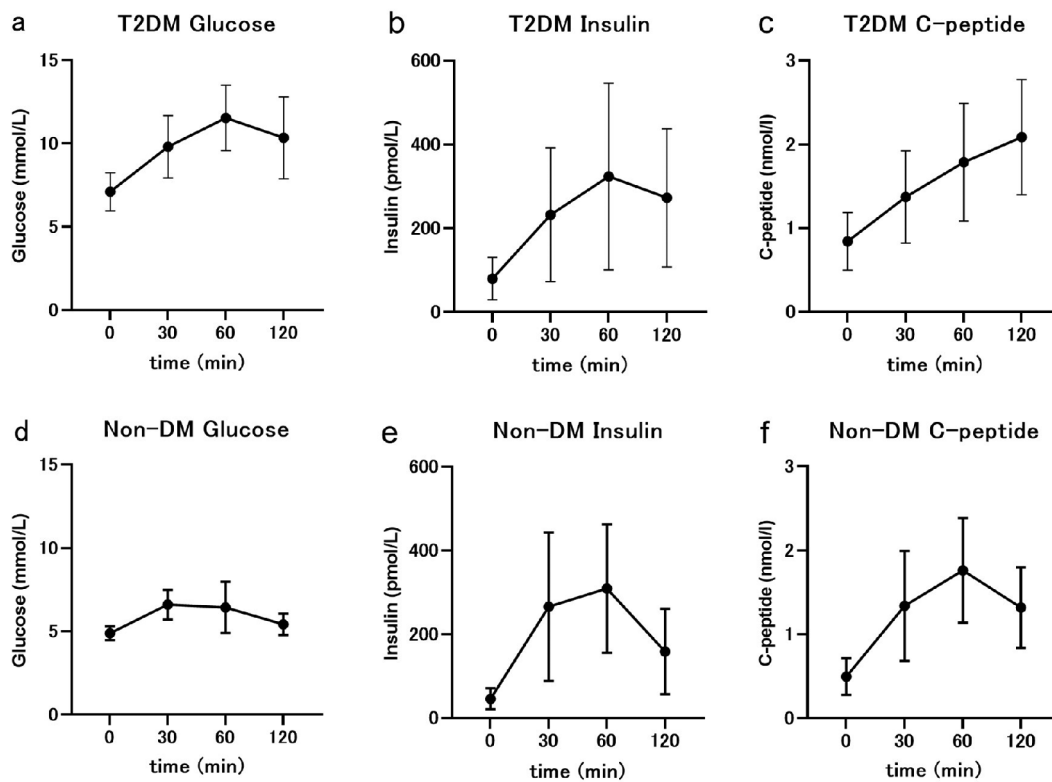 a T2DM Glucose
Glucose (mmol/L)
15
10
5
0
0 30 60 120
time (min)
b T2DM Insulin
Insulin (pmol/L)
600
400
200
0
0 30 60 120
time (min)
c T2DM C-peptide
C-peptide (nmol/l)
3
2
1
0
0 30 60 120
time (min)
d Non-DM Glucose
Glucose (mmol/L)
15
10
5
0
0 30 60 120
time (min)
e Non-DM Insulin
Insulin (pmol/L)
600
400
200
0
0 30 60 120
time (min)
f Non-DM C-peptide
C-peptide (nmol/l)
3
2
1
0
0 30 60 120
time (min)